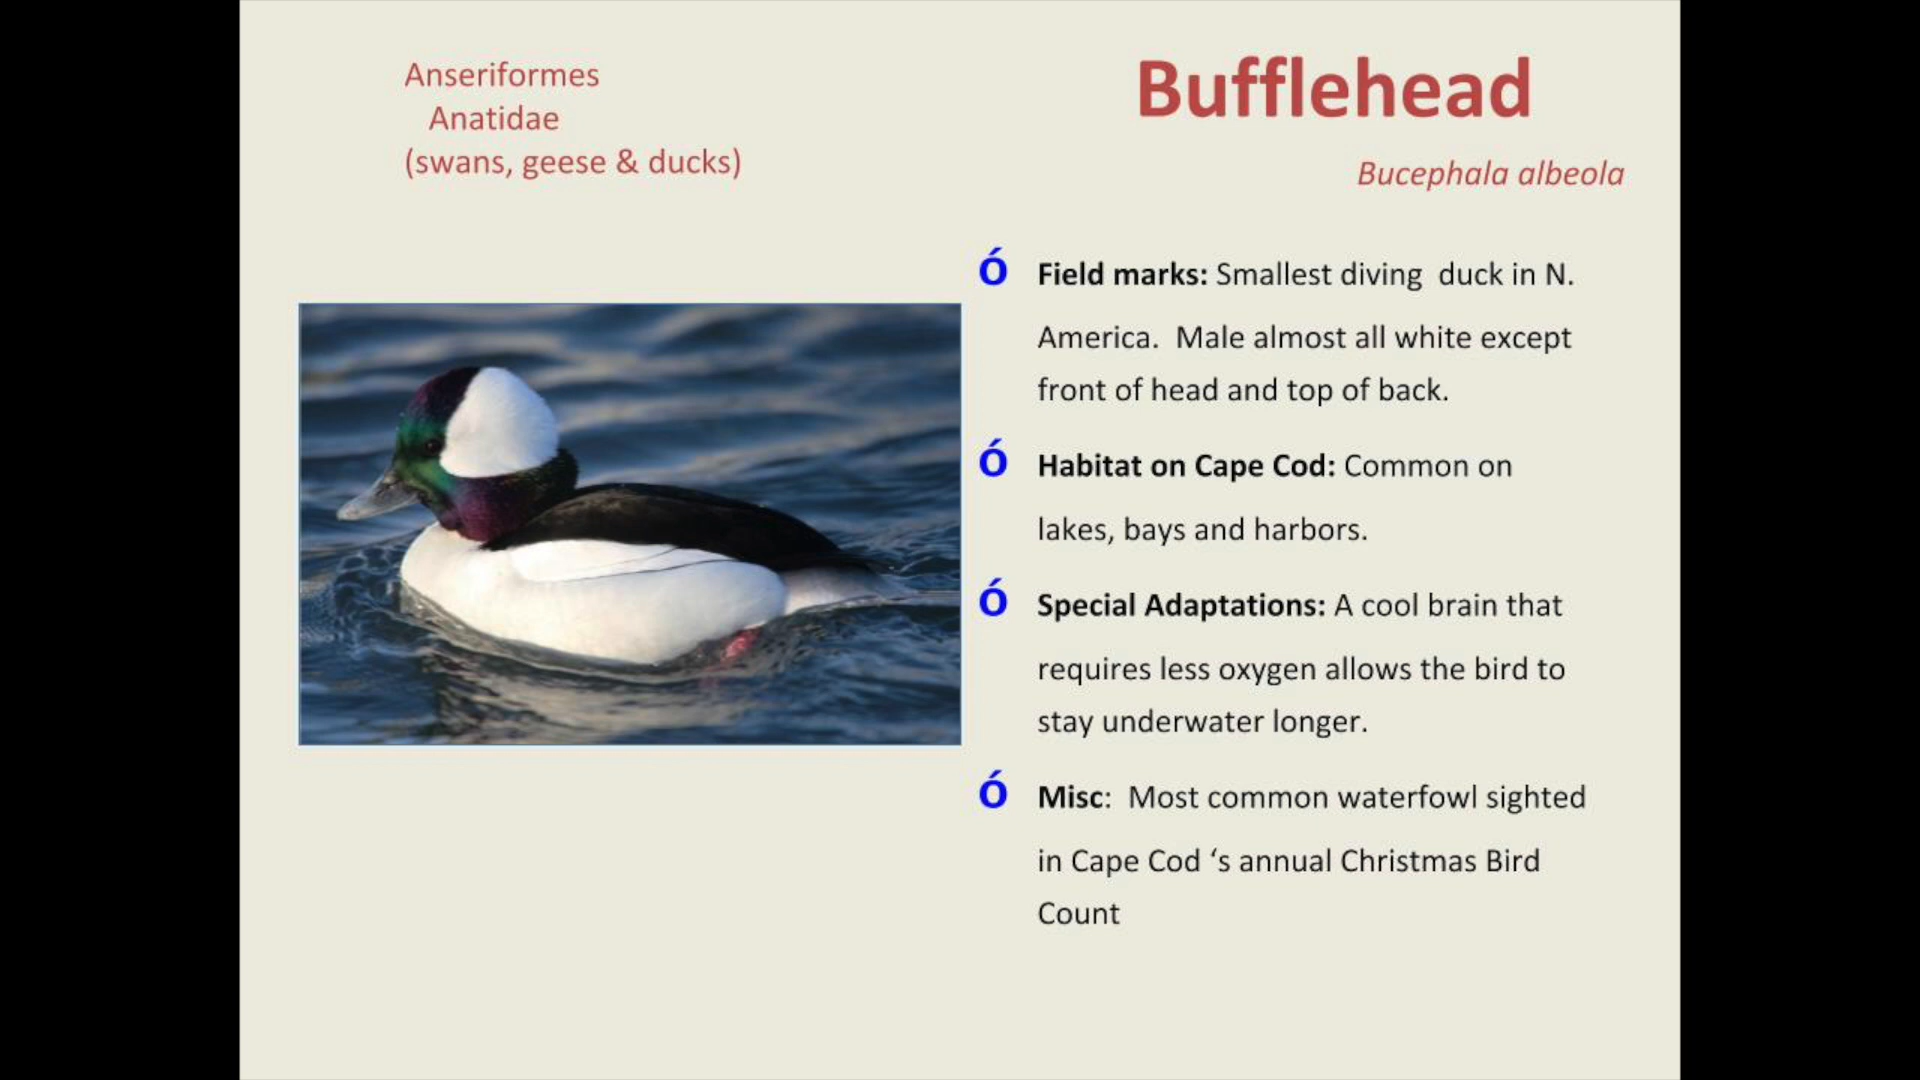 Anseriformes
Anatidae
(swans, geese & ducks)
Bufflehead
Bucephala albeola
Ó Field marks: Smallest diving  duck in N.
America.  Male almost all white except
front of head and top of back.
Ó Habitat on Cape Cod: Common on
lakes, bays and harbors.
Ó Special Adaptations: A cool brain that
requires less oxygen allows the bird to
stay underwater longer.
Ó Misc:  Most common waterfowl sighted
in Cape Cod ‘s annual Christmas Bird
Count